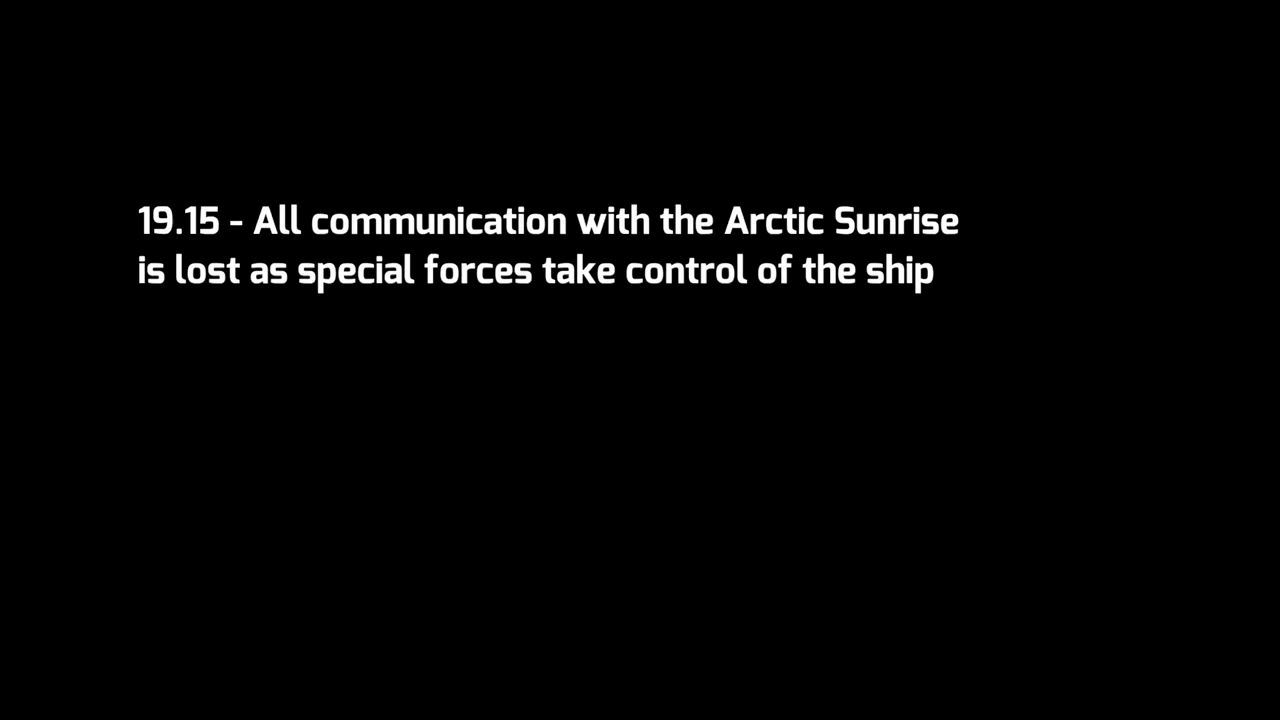 19.15 - All communication with the Arctic Sunrise
is lost as special forces take control of the ship